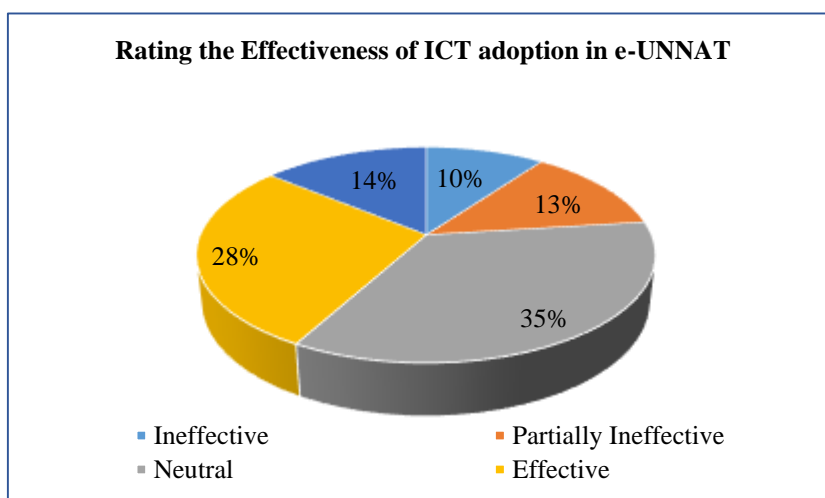 Rating the Effectiveness of ICT adoption in e-UNNAT
14% 10%
13%
28%
35%
Ineffective Partially Ineffective
Neutral Effective